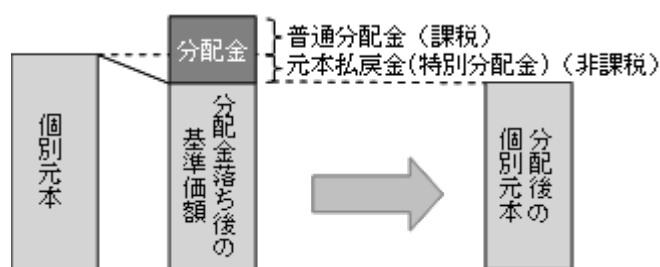 分配金
普通分配金(課税)
元本払戻金(特別分配金)(非課税)
個別元本
分配金落ち後の
基準価額
分配後の
個別元本